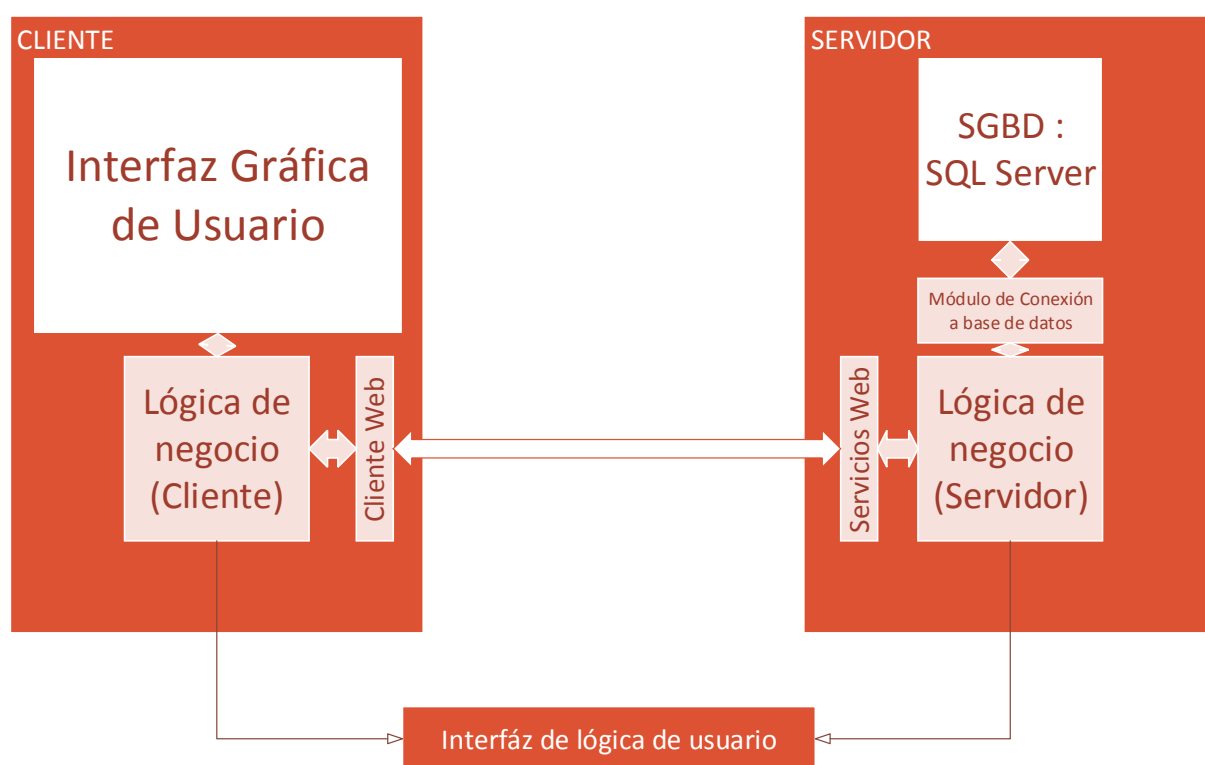 CLIENTE
Interfaz Gráfica
de Usuario
Lógica de
negocio
(Cliente)
Cliente Web
SERVIDOR
SGBD :
SQL Server
Módulo de Conexión
a base de datos
Servicios Web
Lógica de
negocio
(Servidor)
Interfáz de lógica de usuario